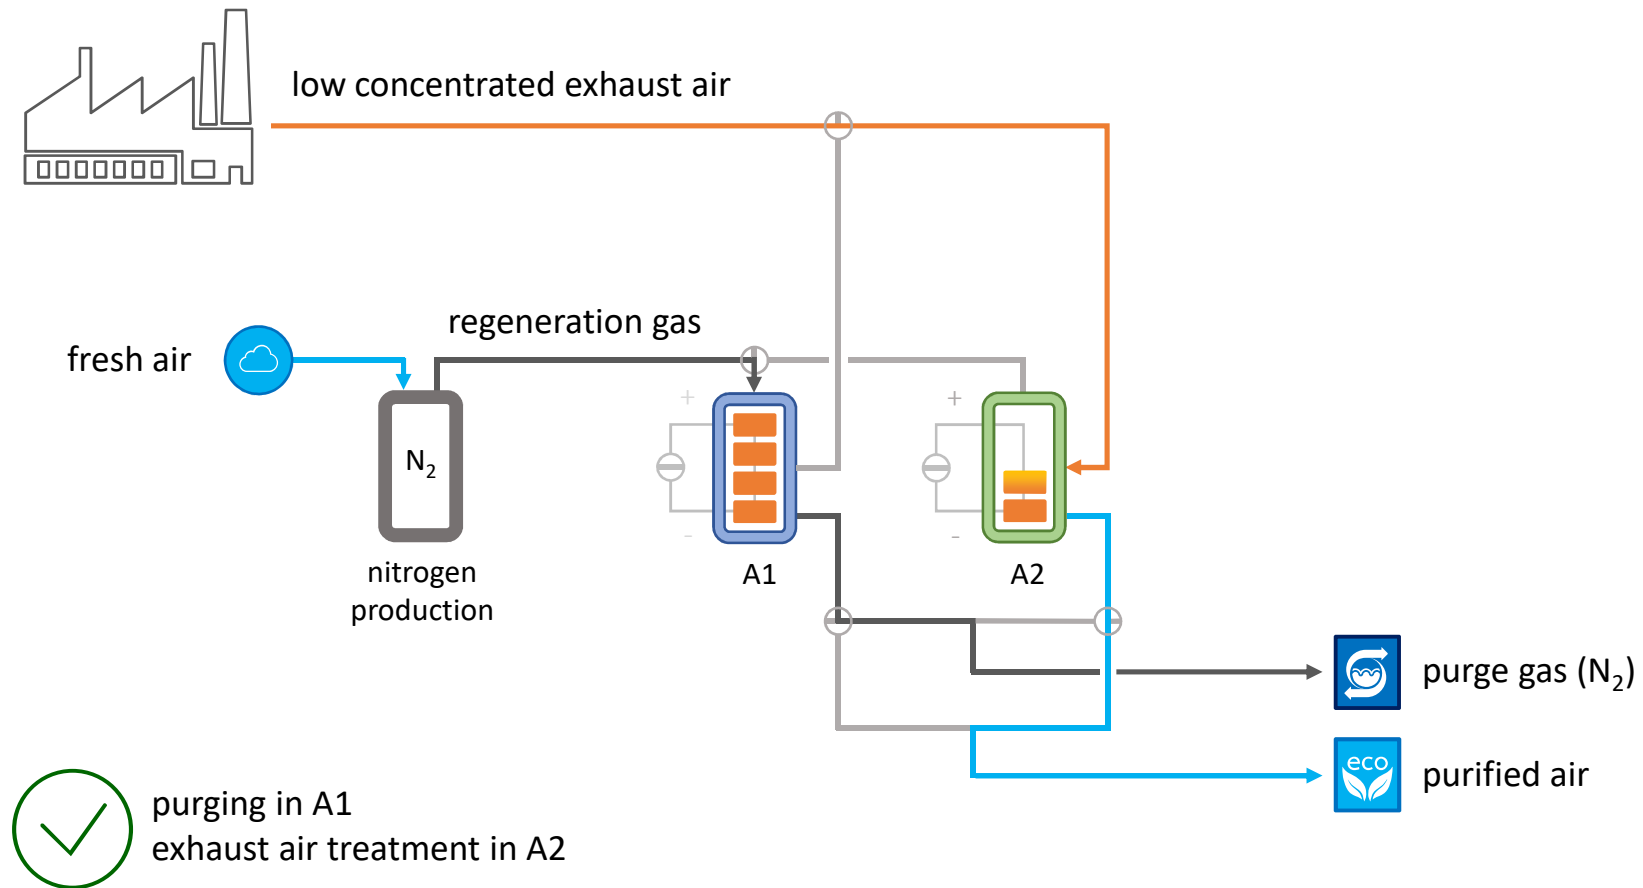 low concentrated exhaust air
regeneration gas
fresh air
+
+
N₂
-
-
nitrogen
production
A1
A2
purge gas (N₂)
eco
purified air
purging in A1
exhaust air treatment in A2